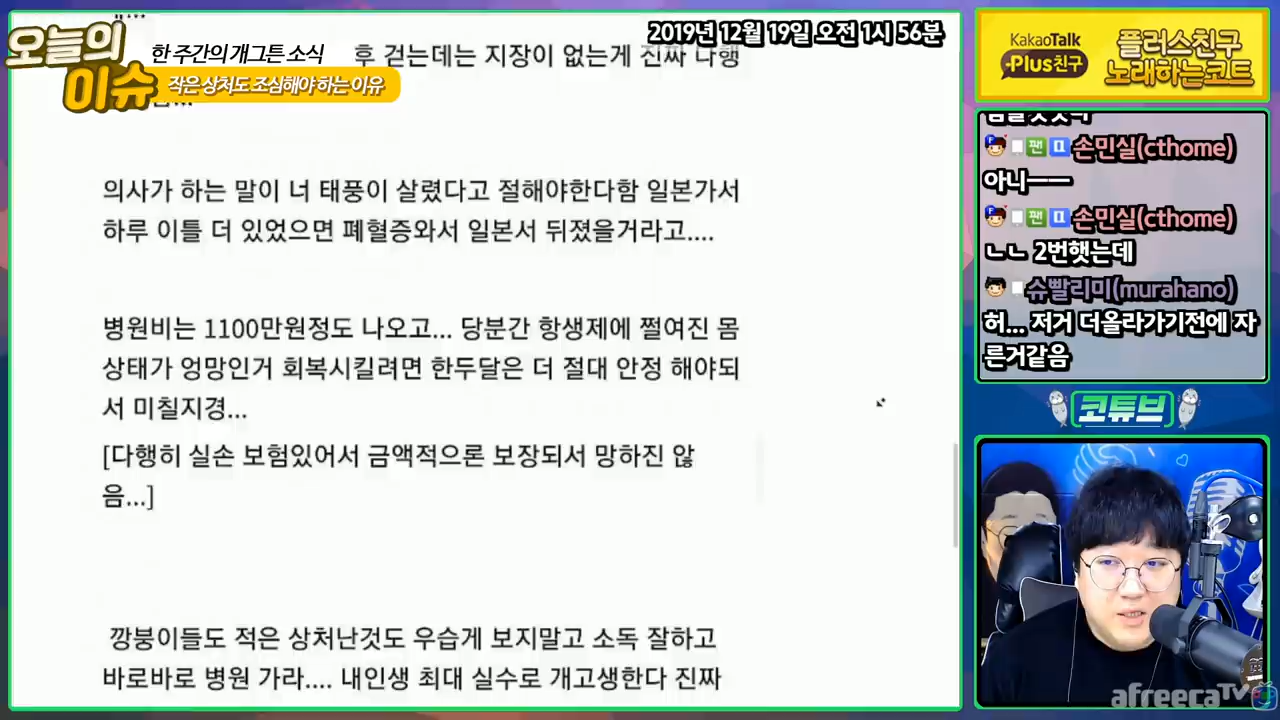 오늘의
이슈
한 주간의 개그튼 소식
작은 상처도 조심해야 하는 이유
2019년 12월 19일 오전 1시 56분
후 걷는데는 지장이 없는게 진짜 다행
의사가 하는 말이 너 태풍이 살렸다고 절해야한다함 일본가서
하루 이틀 더 있었으면 폐혈증와서 일본서 뒤졌을거라고....
병원비는 1100만원정도 나오고... 당분간 항생제에 쩔여진 몸
상태가 엉망인거 회복시킬려면 한두달은 더 절대 안정 해야되
서 미칠지경...
[다행히 실손 보험있어서 금액적으론 보장되서 망하진 않
음...]
깡붕이들도 적은 상처난것도 우습게 보지말고 소독 잘하고
바로바로 병원 가라.... 내인생 최대 실수로 개고생한다 진짜
KakaoTalk
Plus친구
플러스친구
노래하는코트
팬
손민실(cthome)
아니ㅡㅡ
팬
손민실(cthome)
ㄴㄴ 2번햇는데
슈빨리미(murahano)
허... 저거 더올라가기전에 자
른거같음
코튜브
afreecaTV